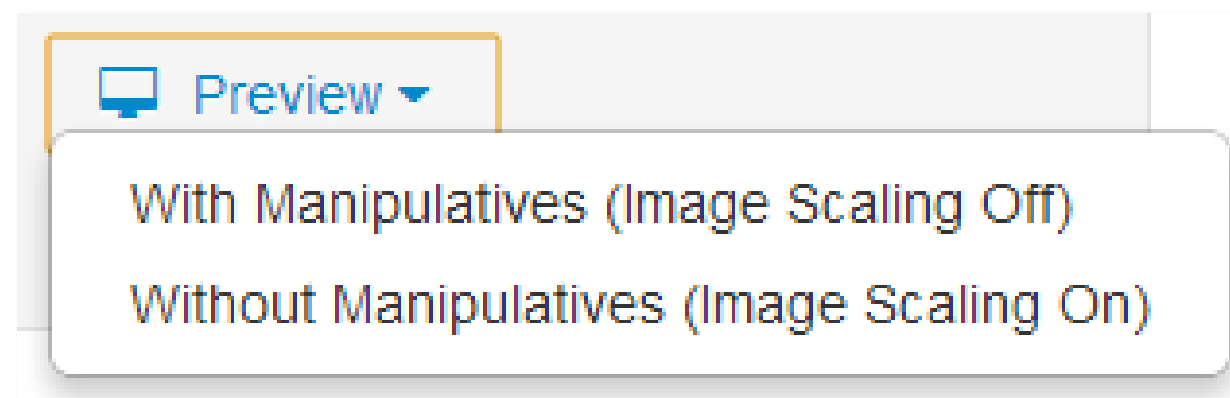 Preview
With Manipulatives (Image Scaling Off)
Without Manipulatives (Image Scaling On)